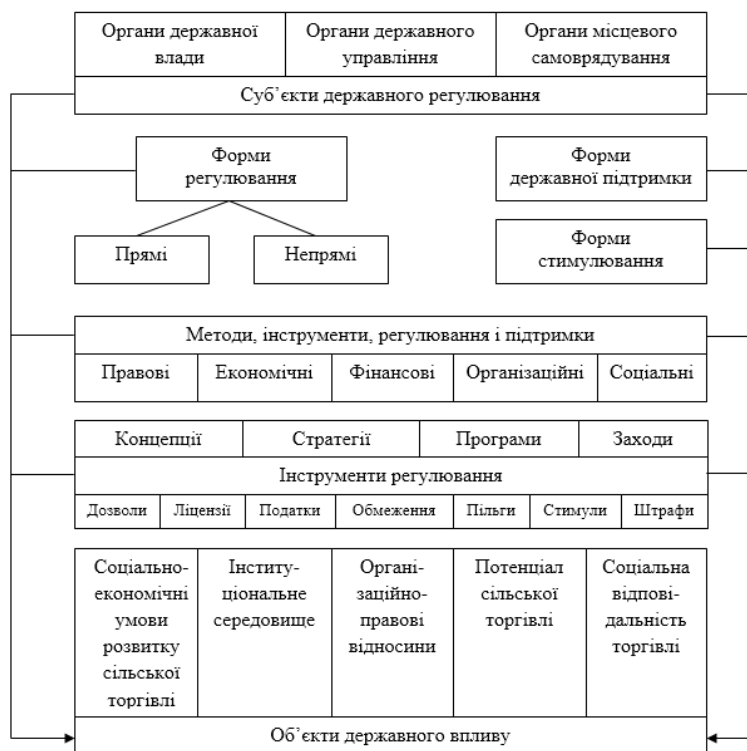 Органи державної
влади
Органи державного
управління
Органи місцевого
самоврядування
Суб’єкти державного регулювання
Форми
регулювання
Форми
державної підтримки
Прямі
Непрямі
Форми
стимулювання
Методи, інструменти, регулювання і підтримки
Правові
Економічні
Фінансові
Організаційні
Соціальні
Концепції
Стратегії
Програми
Заходи
Інструменти регулювання
Дозволи
Ліцензії
Податки
Обмеження
Пільги
Стимули
Штрафи
Соціально-
економічні
умови
розвитку
сільської
торгівлі
Інститу-
ціональне
середовище
Органі-
заційно-
правові
відносини
Потенціал
сільської
торгівлі
Соціальна
відпові-
дальність
торгівлі
Об’єкти державного впливу